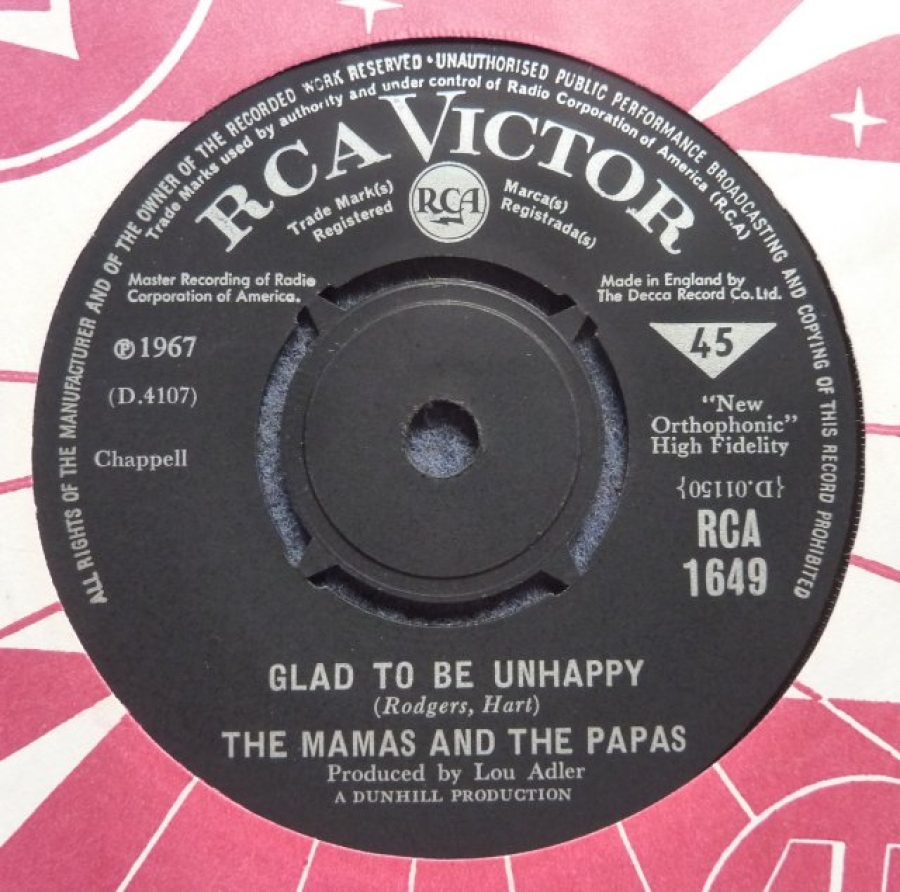 ALL RIGHTS OF THE MANUFACTURER AND OF THE OWNER OF THE RECORDED WORK RESERVED • UNAUTHORISED PUBLIC PERFORMANCE BROADCASTING AND COPYING OF THIS RECORD PROHIBITED
Trade Marks used by authority and under control of Radio Corporation of America (R.C.A)
RCA VICTOR
Trade Mark(s)
Registered
RCA
Marca(s)
Registrada(s)
Master Recording of Radio
Corporation of America.
Made in England by
The Decca Record Co. Ltd.
℗ 1967
45
(D.4107)
"New
Orthophonic"
High Fidelity
Chappell
{D.01150}
RCA
1649
GLAD TO BE UNHAPPY
(Rodgers, Hart)
THE MAMAS AND THE PAPAS
Produced by Lou Adler
A DUNHILL PRODUCTION